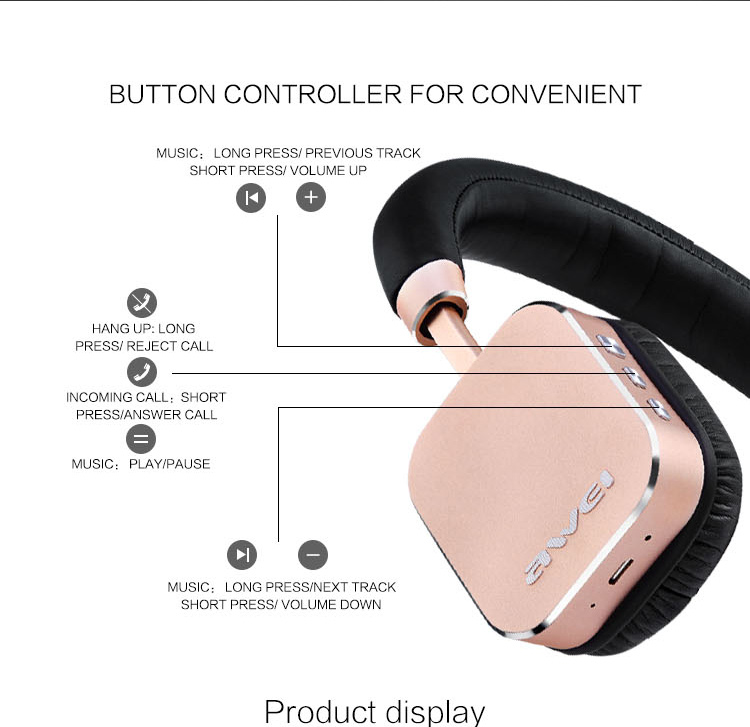 BUTTON CONTROLLER FOR CONVENIENT
MUSIC： LONG PRESS/ PREVIOUS TRACK
SHORT PRESS/ VOLUME UP
HANG UP: LONG
PRESS/ REJECT CALL
INCOMING CALL：SHORT
PRESS/ANSWER CALL
MUSIC： PLAY/PAUSE
AWEI
MUSIC： LONG PRESS/NEXT TRACK
SHORT PRESS/ VOLUME DOWN
Product display